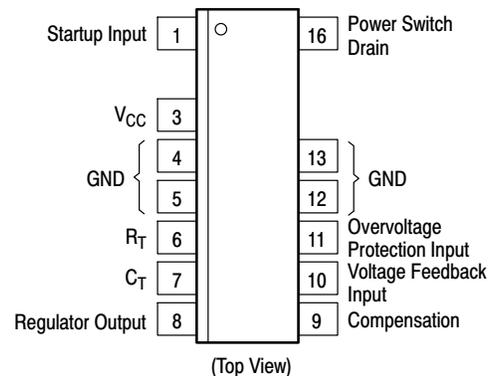 Startup Input 1
16 Power Switch
Drain
VCC 3
4
13
GND
GND
5
12
RT 6
11 Overvoltage
Protection Input
CT 7
10 Voltage Feedback
Input
Regulator Output 8
9 Compensation
(Top View)